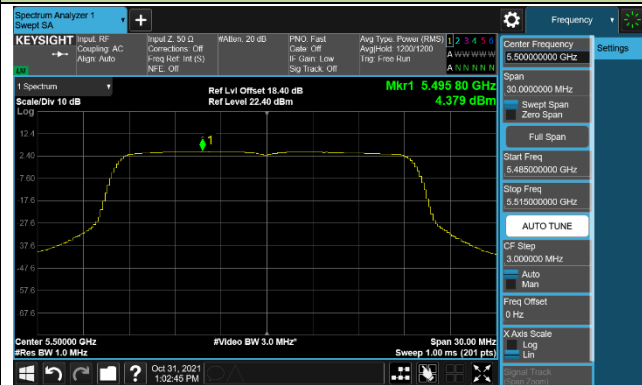 Spectrum Analyzer 1
Swept SA
Frequency
KEYSIGHT
Input: RF
Coupling: AC
Align: Auto
Input Z: 50 Ω
Corrections: Off
Freq Ref: Int (S)
NFE: Off
#Atten: 20 dB
PNO: Fast
Gate: Off
IF Gain: Low
Sig Track: Off
Avg Type: Power (RMS)
Avg|Hold: 1200/1200
Trig: Free Run
1 2 3 4 5 6
A W W W W W
A N N N N N
LNI
1 Spectrum
Scale/Div 10 dB
Log
Ref Lvl Offset 18.40 dB
Ref Level 22.40 dBm
Mkr1 5.495 80 GHz
4.379 dBm
1
12.4
2.40
-7.60
-17.6
-27.6
-37.6
-47.6
-57.6
-67.6
Center 5.50000 GHz
#Res BW 1.0 MHz
#Video BW 3.0 MHz*
Span 30.00 MHz
Sweep 1.00 ms (201 pts)
Oct 31, 2021
1:02:45 PM
Center Frequency
5.500000000 GHz
Span
30.0000000 MHz
Swept Span
Zero Span
Full Span
Start Freq
5.485000000 GHz
Stop Freq
5.515000000 GHz
AUTO TUNE
CF Step
3.000000 MHz
Auto
Man
Freq Offset
0 Hz
X Axis Scale
Log
Lin
Signal Track
(Span Zoom)
Settings